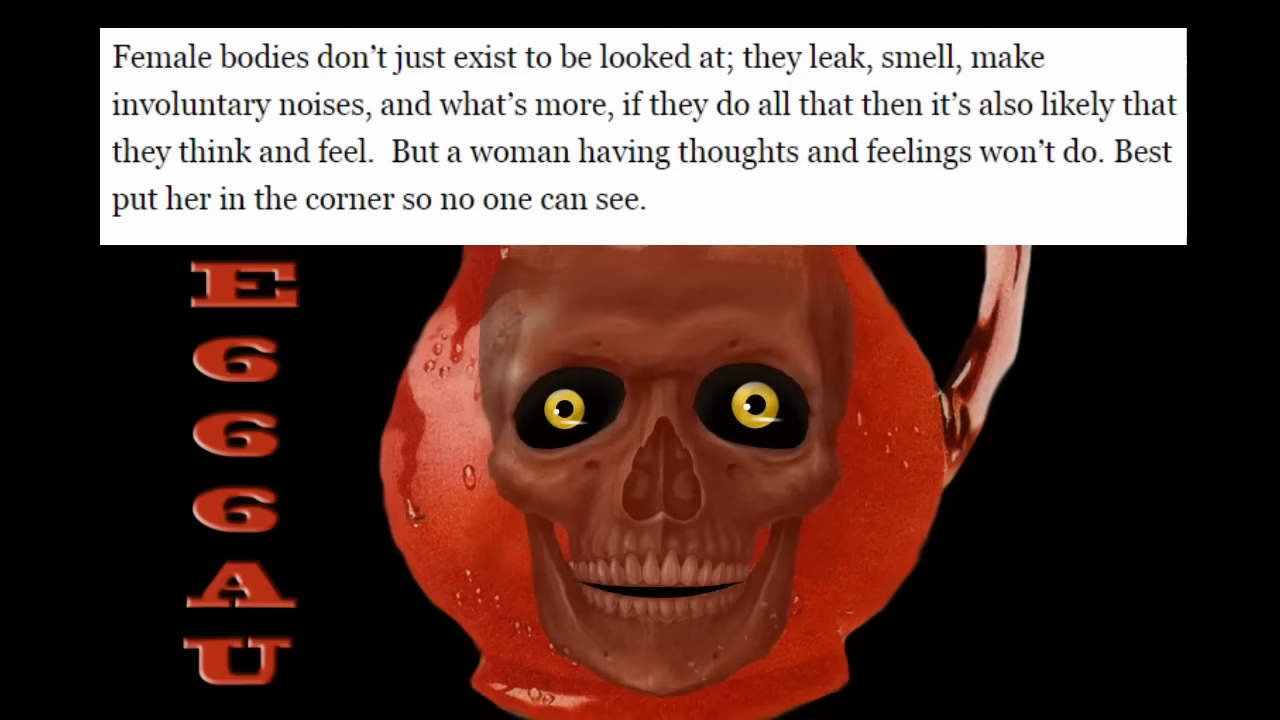 Female bodies don’t just exist to be looked at; they leak, smell, make
involuntary noises, and what’s more, if they do all that then it’s also likely that
they think and feel.  But a woman having thoughts and feelings won’t do. Best
put her in the corner so no one can see.
E
6
6
6
A
U